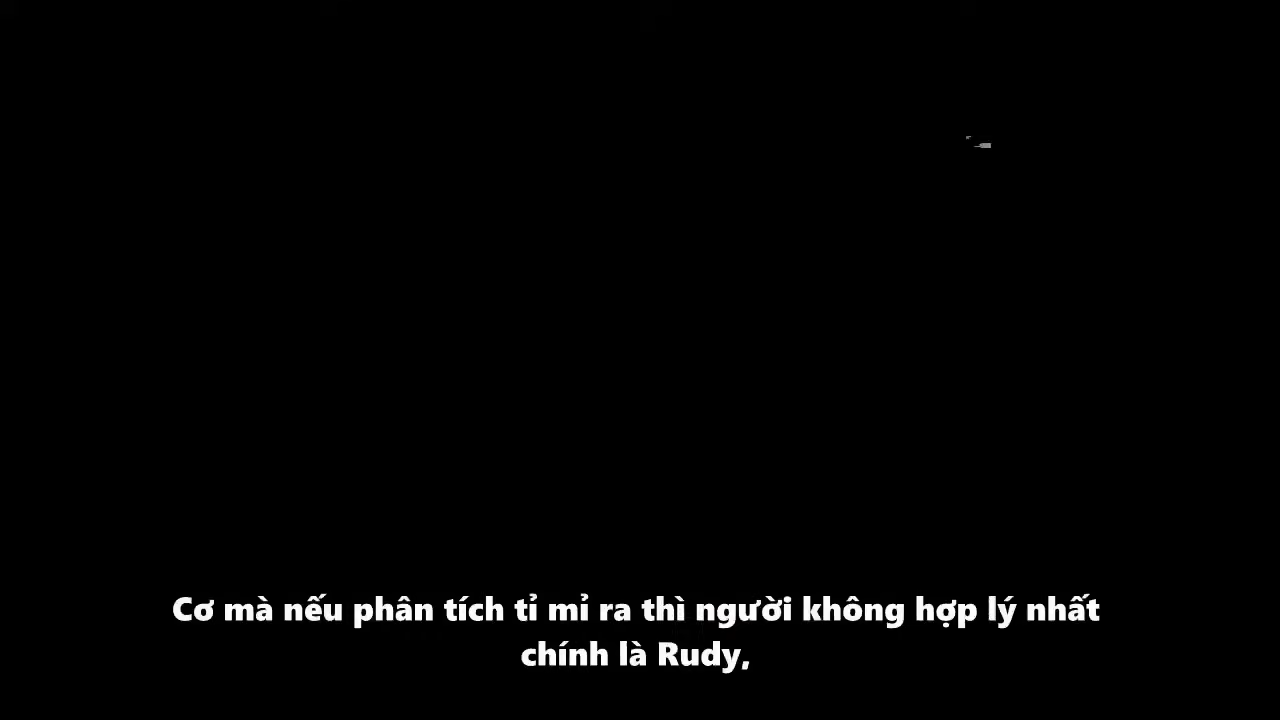 Cơ mà nếu phân tích tỉ mỉ ra thì người không hợp lý nhất
chính là Rudy,